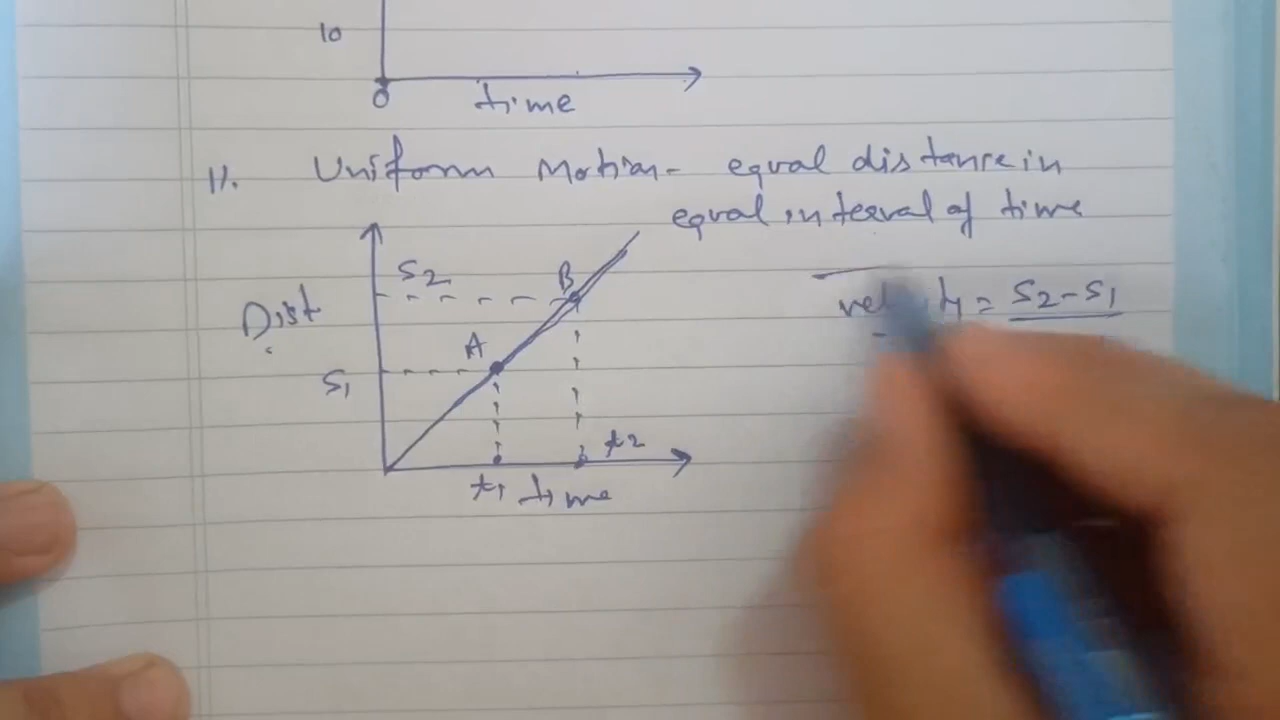 10
0
time
11. Uniform Motion- equal distance in
equal interval of time
S2
B
Dist
A
S1
t2
t1 time
= S2-S1